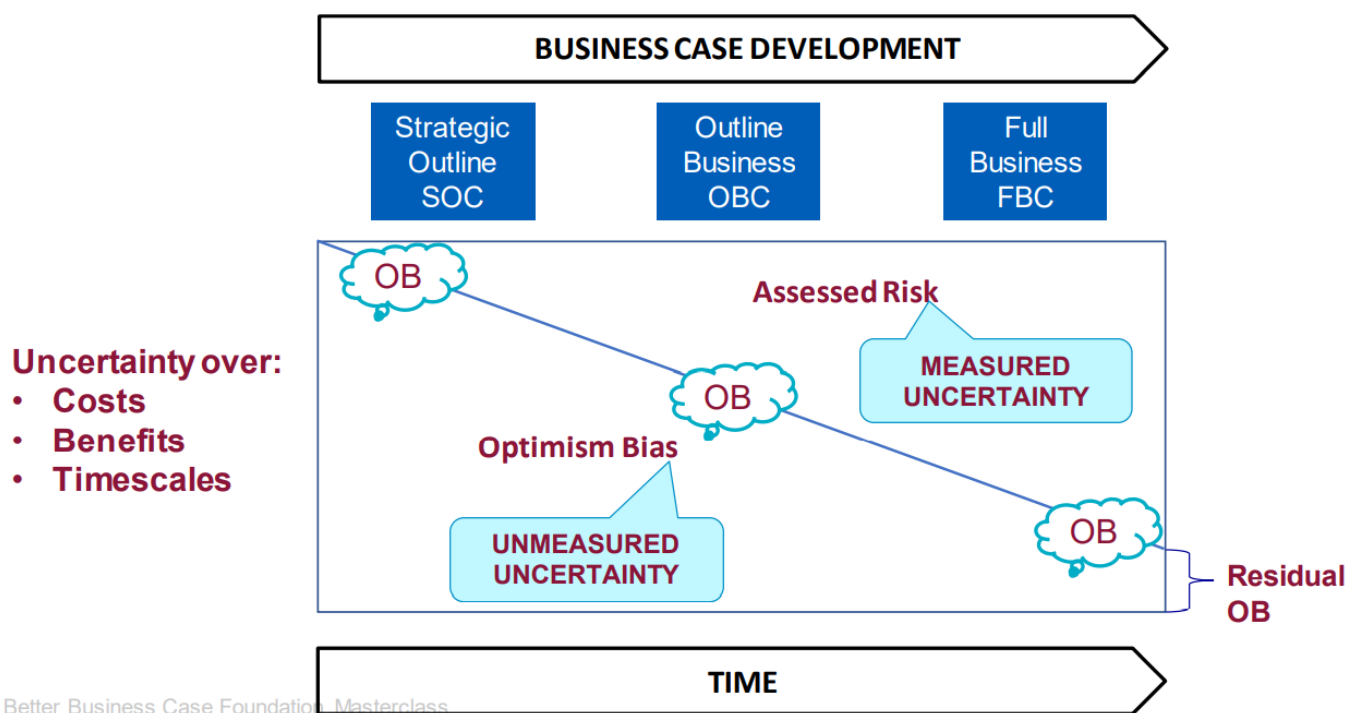 BUSINESS CASE DEVELOPMENT
Strategic
Outline
SOC
Outline
Business
OBC
Full
Business
FBC
OB
Assessed Risk
MEASURED
UNCERTAINTY
Uncertainty over:
• Costs
• Benefits
• Timescales
OB
Optimism Bias
UNMEASURED
UNCERTAINTY
OB
Residual
OB
TIME
Better Business Case Foundation Masterclass